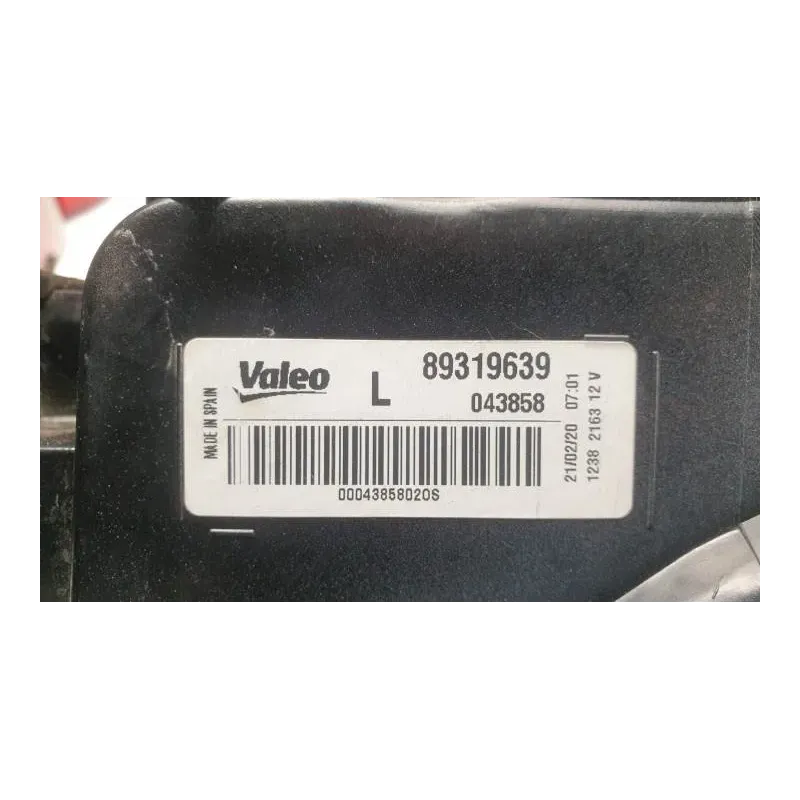 Valeo
L
89319639
043858
MADE IN SPAIN
00043858020S
21/02/20 07:01
1238 2163 12 V